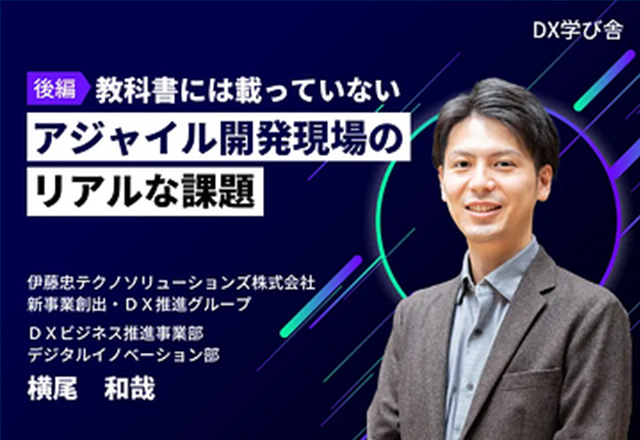 DX学び舎
後編 教科書には載っていない
アジャイル開発現場の
リアルな課題
伊藤忠テクノソリューションズ株式会社
新事業創出・ＤＸ推進グループ
ＤＸビジネス推進事業部
デジタルイノベーション部
横尾　和哉